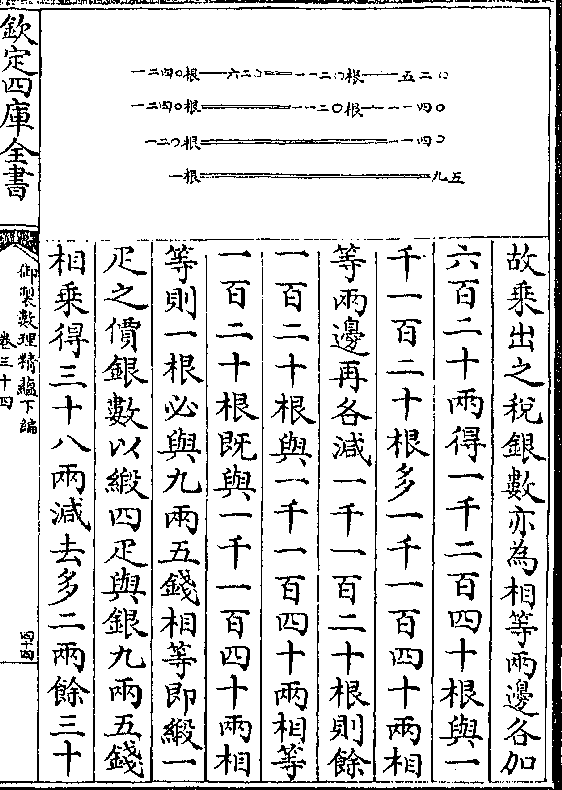 一二四〇根——六二〇══一一二〇根——五二〇
一二四〇根══一一二〇根——一一四〇
一二〇根══一一四〇
一根══九五
故乘出之稅銀數亦為相等兩邊各加
六百二十兩得一千二百四十根與一
千一百二十根多一千一百四十兩相
等兩邊再各減一千一百二十根則餘
一百二十根與一千一百四十兩相等
一百二十根既與一千一百四十兩相
等則一根必與九兩五錢相等即緞一
疋之價銀數以緞四疋與銀九兩五錢
相乘得三十八兩減去多二兩餘三十
欽定四庫全書
御製數理精蘊下編
卷三十四
四十四